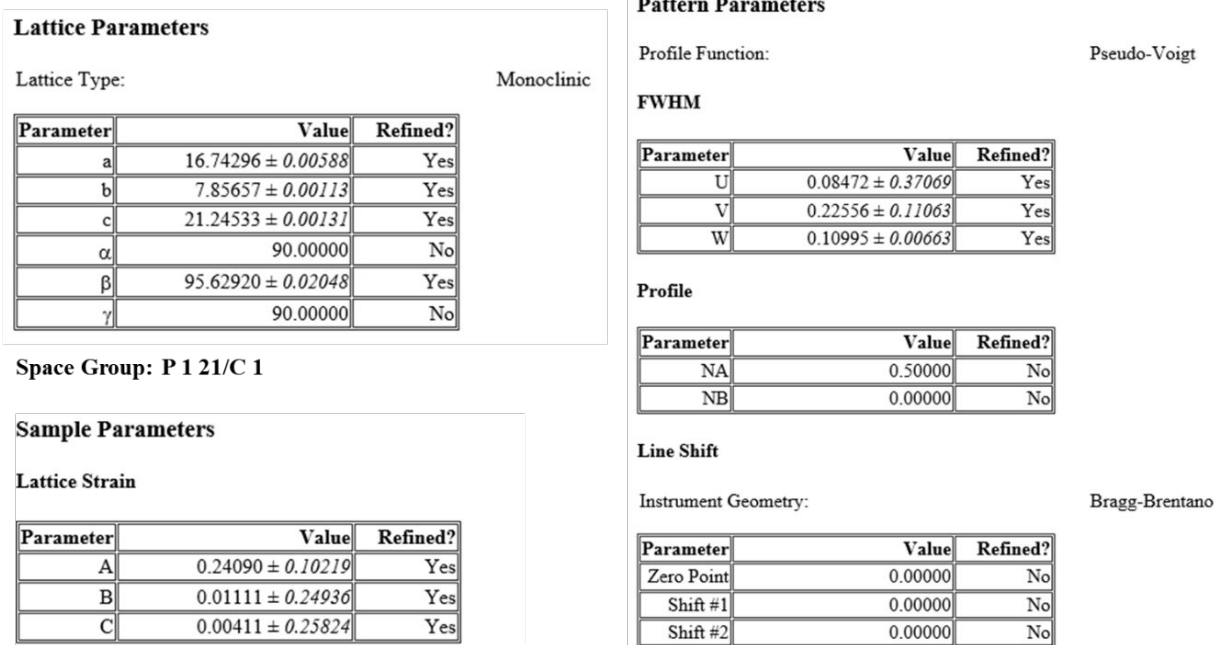 Lattice Parameters
Lattice Type: Monoclinic
Parameter Value Refined?
a 16.74296 ± 0.00588 Yes
b 7.85657 ± 0.00113 Yes
c 21.24533 ± 0.00131 Yes
α 90.00000 No
β 95.62920 ± 0.02048 Yes
γ 90.00000 No
Space Group: P 1 21/C 1
Sample Parameters
Lattice Strain
Parameter Value Refined?
A 0.24090 ± 0.10219 Yes
B 0.01111 ± 0.24936 Yes
C 0.00411 ± 0.25824 Yes
Pattern Parameters
Profile Function: Pseudo-Voigt
FWHM
Parameter Value Refined?
U 0.08472 ± 0.37069 Yes
V 0.22556 ± 0.11063 Yes
W 0.10995 ± 0.00663 Yes
Profile
Parameter Value Refined?
NA 0.50000 No
NB 0.00000 No
Line Shift
Instrument Geometry: Bragg-Brentano
Parameter Value Refined?
Zero Point 0.00000 No
Shift #1 0.00000 No
Shift #2 0.00000 No